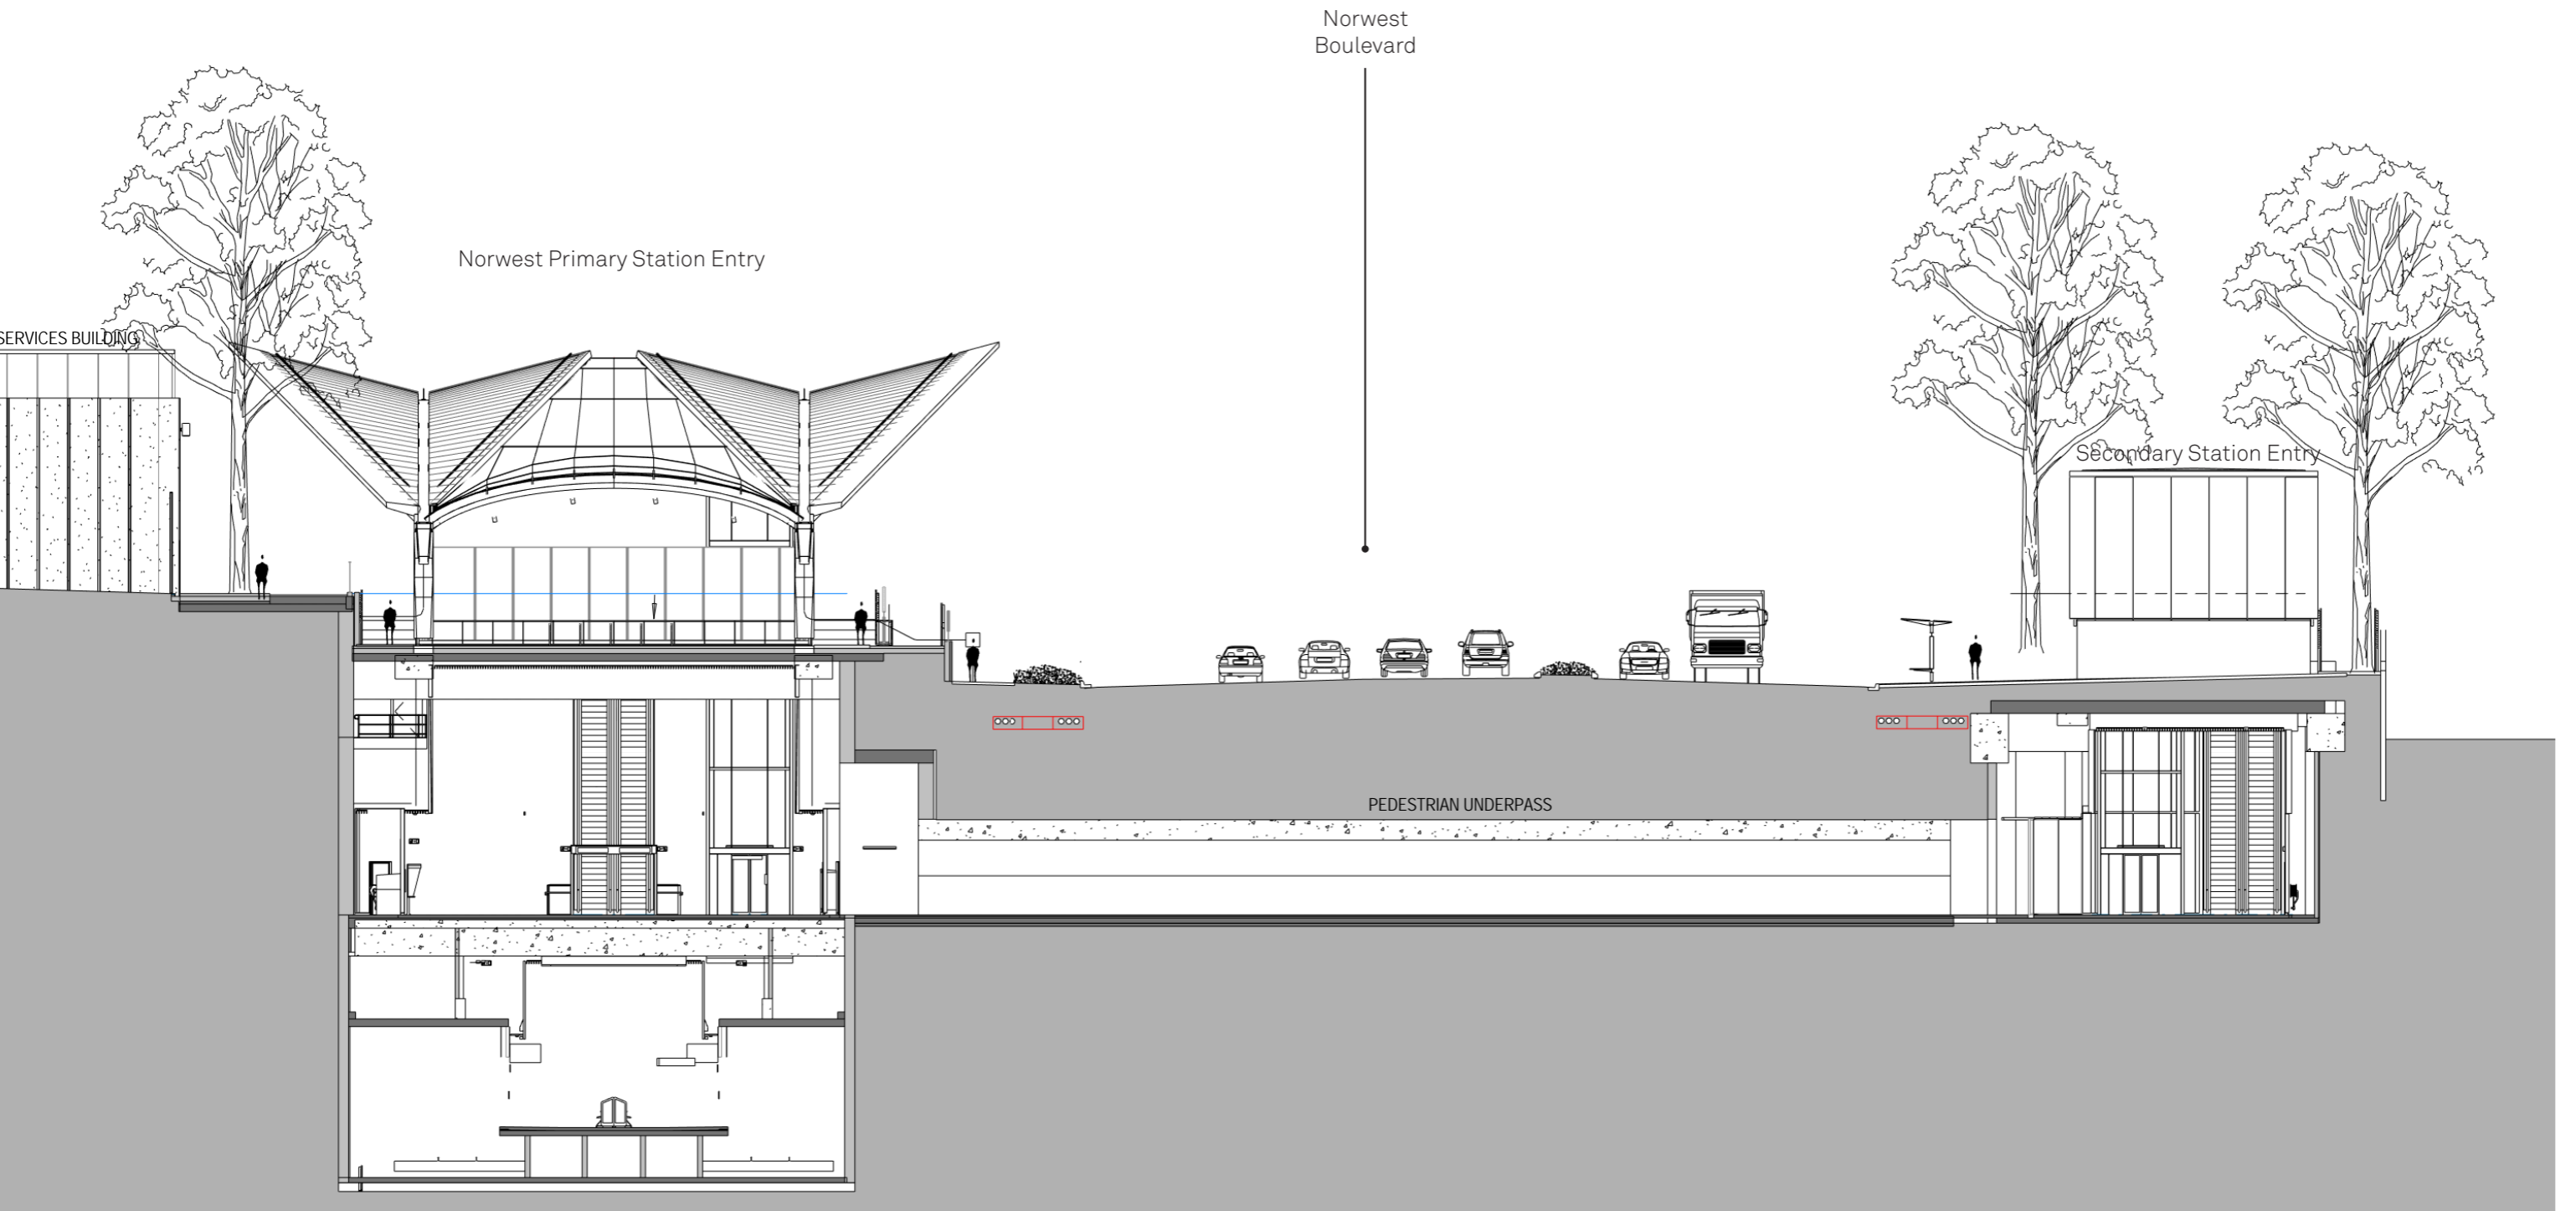 Norwest
Boulevard
Norwest Primary Station Entry
SERVICES BUILDING
Secondary Station Entry
PEDESTRIAN UNDERPASS